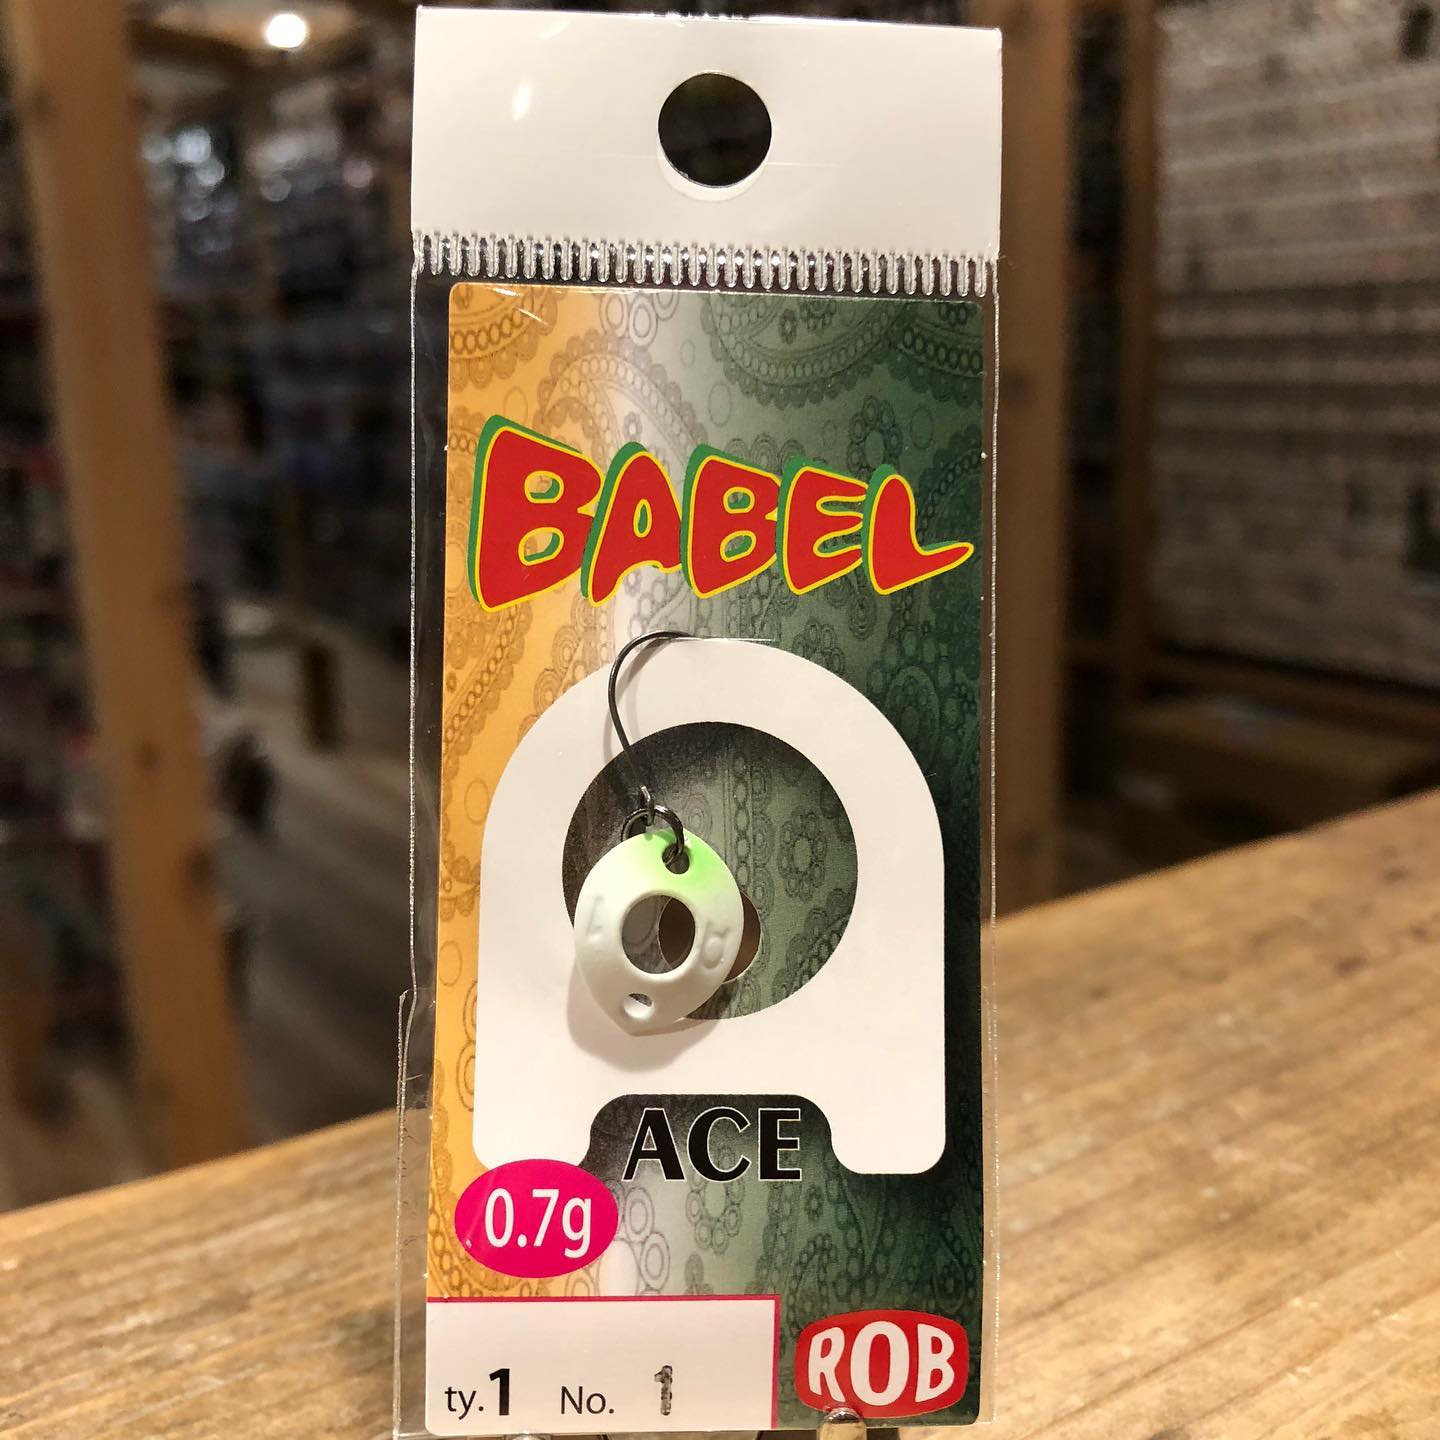 BABEL
ACE
0.7g
ty.1 No. 1
ROB